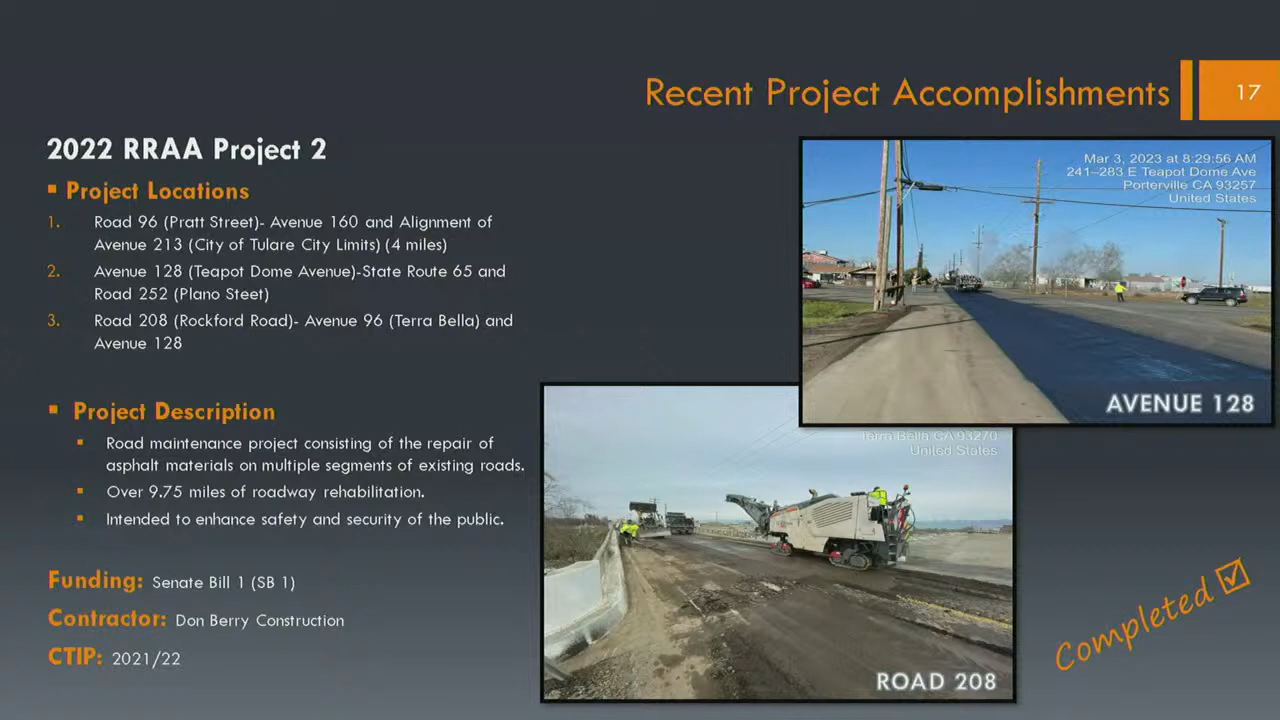 Recent Project Accomplishments
17
2022 RRAA Project 2
▪ Project Locations
1. Road 96 (Pratt Street)- Avenue 160 and Alignment of
Avenue 213 (City of Tulare City Limits) (4 miles)
2. Avenue 128 (Teapot Dome Avenue)-State Route 65 and
Road 252 (Plano Steet)
3. Road 208 (Rockford Road)- Avenue 96 (Terra Bella) and
Avenue 128
▪ Project Description
▪ Road maintenance project consisting of the repair of
asphalt materials on multiple segments of existing roads.
▪ Over 9.75 miles of roadway rehabilitation.
▪ Intended to enhance safety and security of the public.
Funding: Senate Bill 1 (SB 1)
Contractor: Don Berry Construction
CTIP: 2021/22
Mar 3, 2023 at 8:29:56 AM
241–283 E Teapot Dome Ave
Porterville CA 93257
United States
AVENUE 128
Terra Bella CA 93270
United States
ROAD 208
Completed ☑